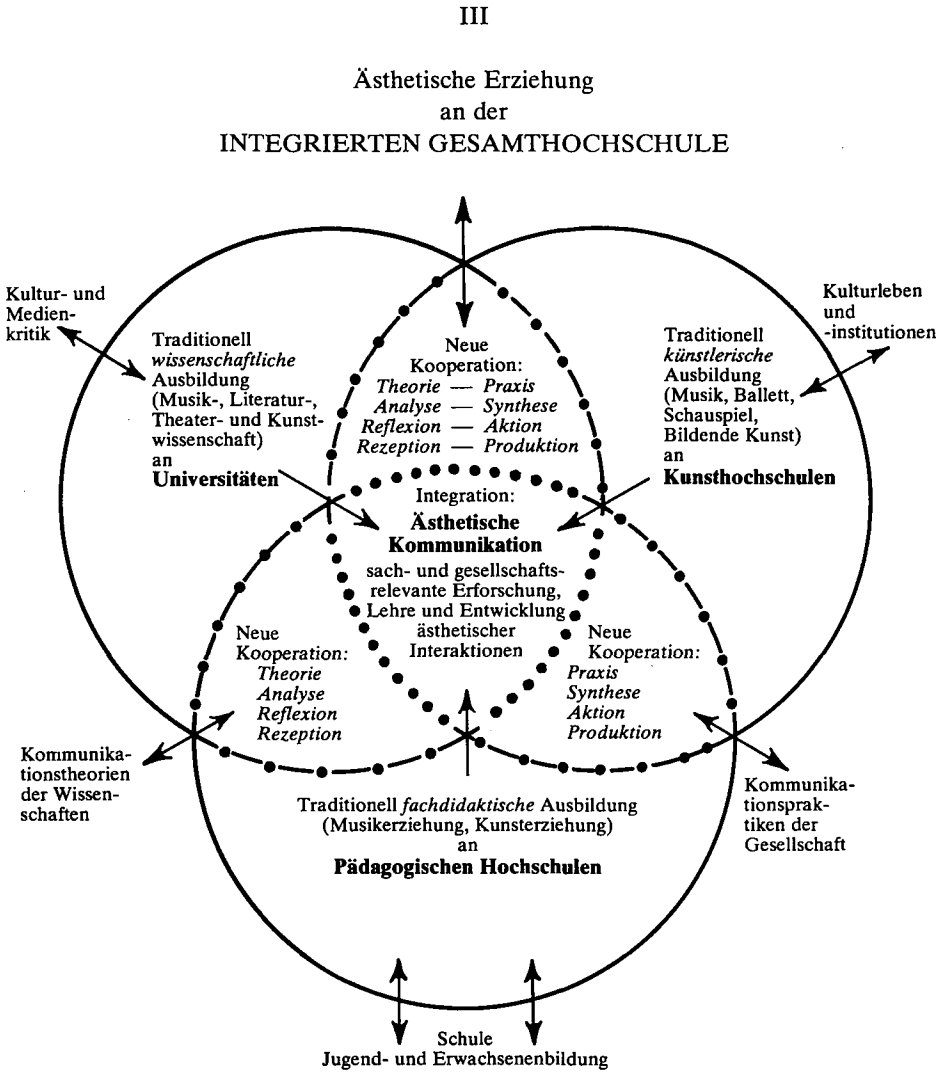 III
Ästhetische Erziehung
an der
INTEGRIERTEN GESAMTHOCHSCHULE
Kultur- und
Medien-
kritik
Traditionell
wissenschaftliche
Ausbildung
(Musik-, Literatur-,
Theater- und Kunst-
wissenschaft)
an
Universitäten
Neue
Kooperation:
Theorie — Praxis
Analyse — Synthese
Reflexion — Aktion
Rezeption — Produktion
Traditionell
künstlerische
Ausbildung
(Musik, Ballett,
Schauspiel,
Bildende Kunst)
an
Kunsthochschulen
Kulturleben
und
-institutionen
Integration:
Ästhetische
Kommunikation
sach- und gesellschafts-
relevante Erforschung,
Lehre und Entwicklung
ästhetischer
Interaktionen
Neue
Kooperation:
Theorie
Analyse
Reflexion
Rezeption
Neue
Kooperation:
Praxis
Synthese
Aktion
Produktion
Kommunika-
tionstheorien
der Wissen-
schaften
Kommunika-
tionsprak-
tiken der
Gesellschaft
Traditionell fachdidaktische Ausbildung
(Musikerziehung, Kunsterziehung)
an
Pädagogischen Hochschulen
Schule
Jugend- und Erwachsenenbildung